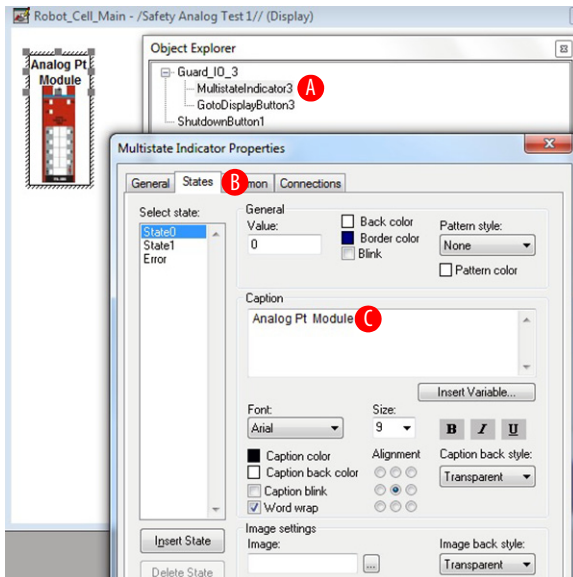 Robot_Cell_Main - /Safety Analog Test 1// (Display)
Analog Pt
Module
Object Explorer
Guard_IO_3
MultistateIndicator3
A
GotoDisplayButton3
ShutdownButton1
Multistate Indicator Properties
General States B mon Connections
Select state:
State0
State1
Error
General
Value:
0
Back color
Border color
Blink
Pattern style:
None
Pattern color
Caption
Analog Pt Module
C
Insert Variable...
Font:
Arial
Size:
9
B I U
Caption color
Caption back color
Caption blink
Word wrap
Alignment
Caption back style:
Transparent
Insert State
Delete State
Image settings
Image:
...
Image back style:
Transparent